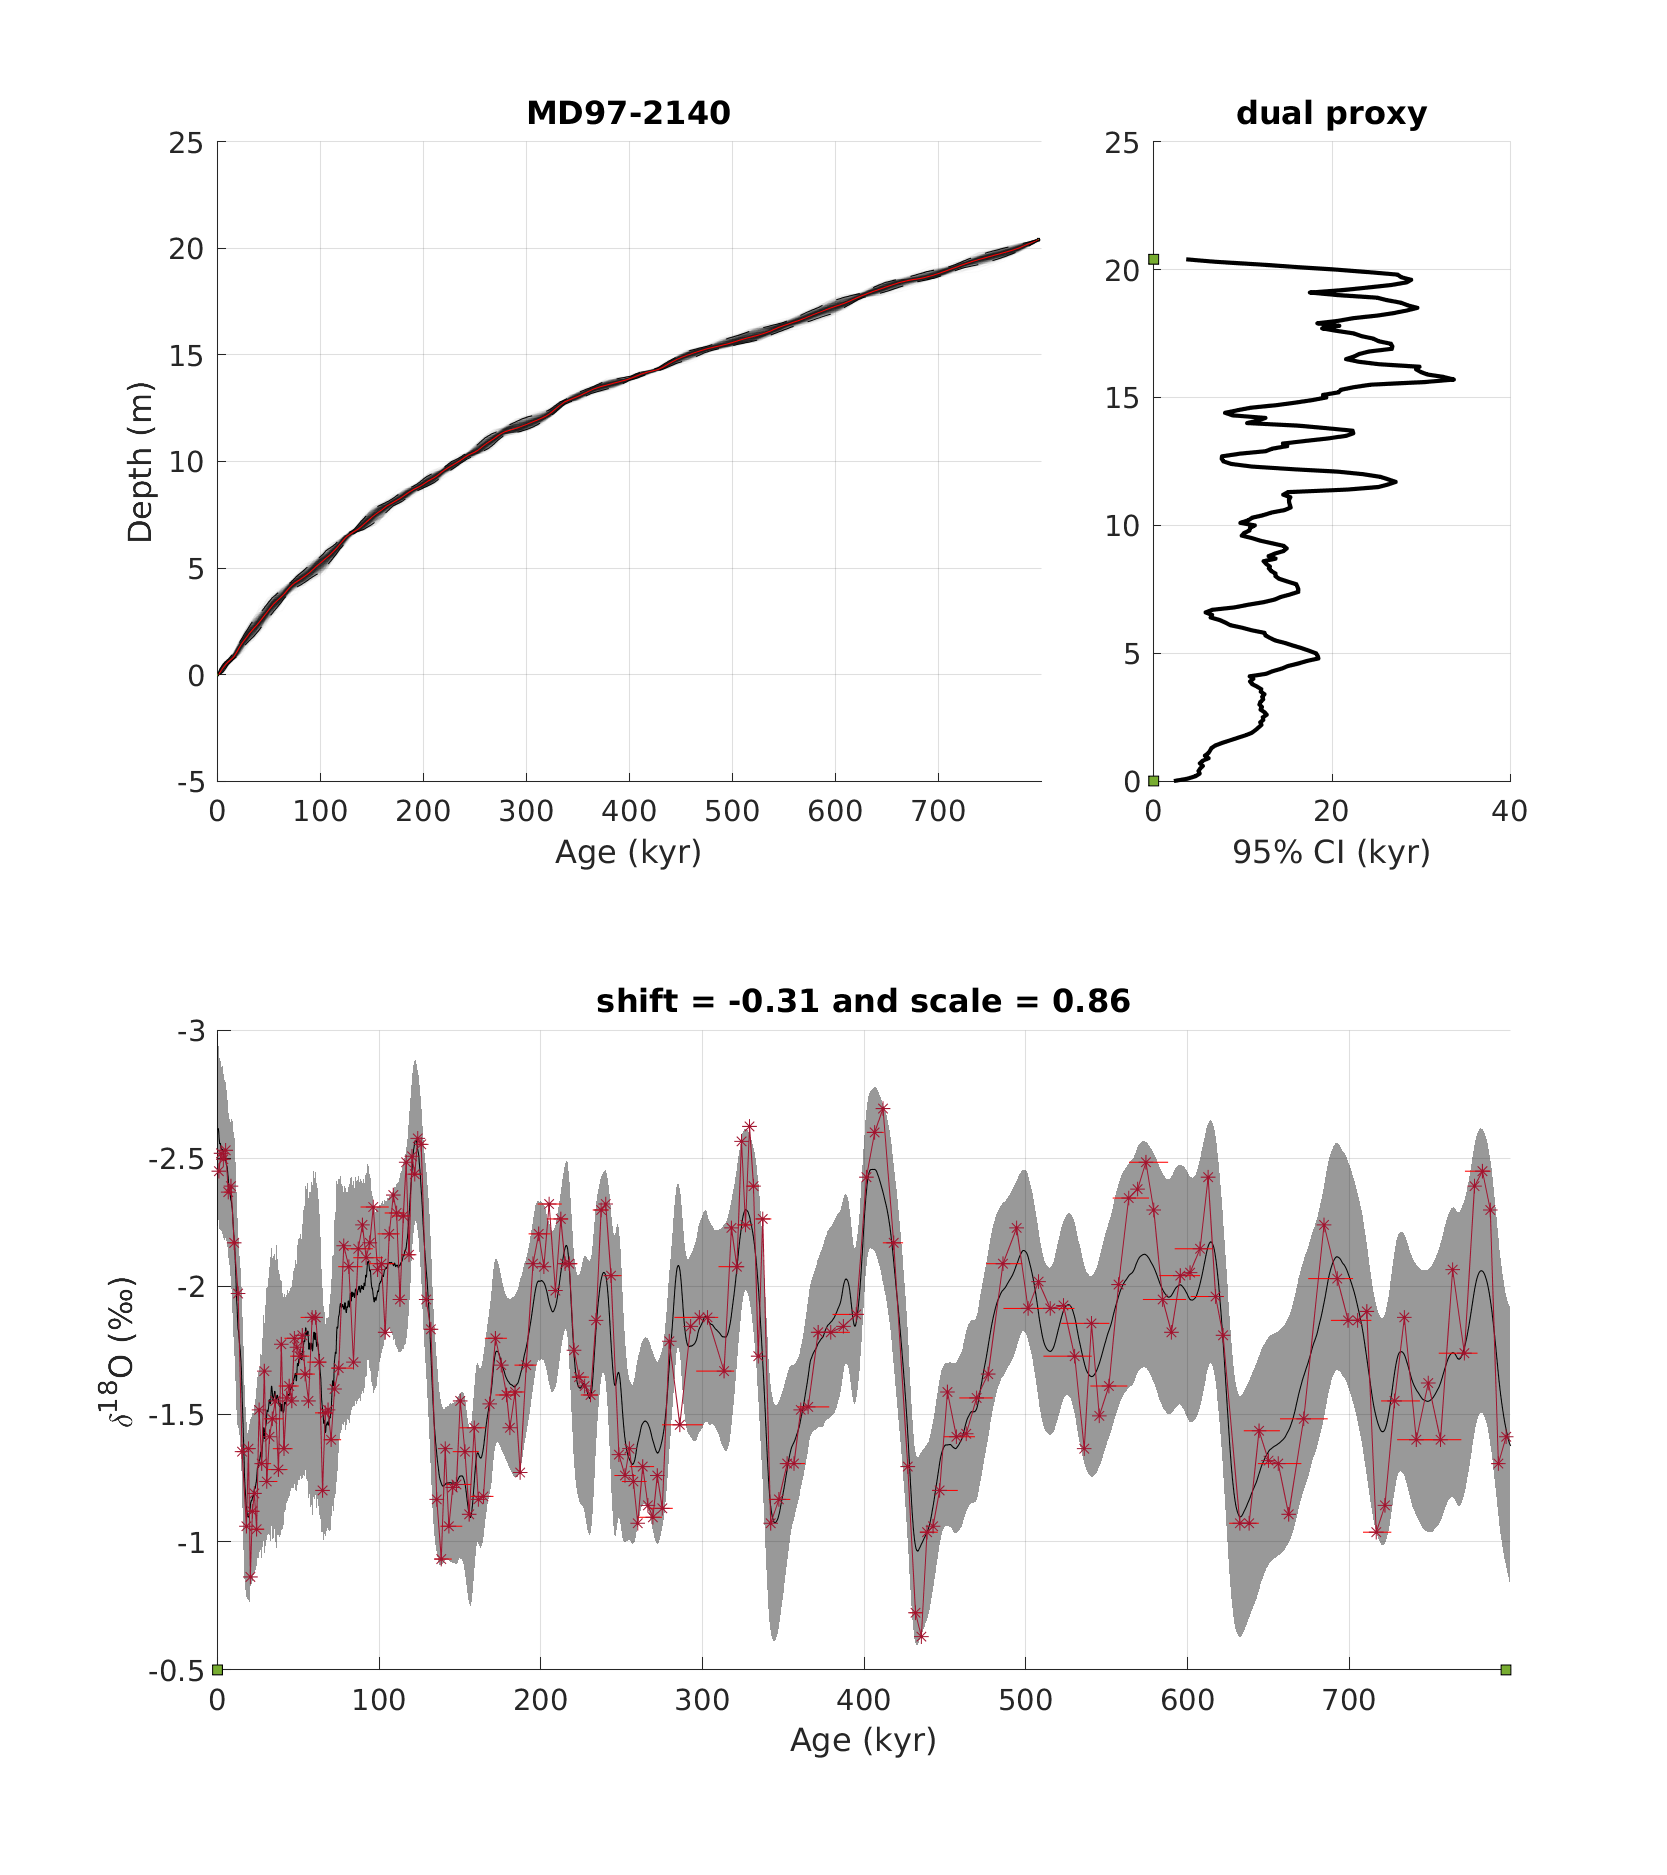 MD97-2140
dual proxy
25
20
15
10
5
0
-5
Depth (m)
0 100 200 300 400 500 600 700
Age (kyr)
25
20
15
10
5
0
0 20 40
95% CI (kyr)
shift = -0.31 and scale = 0.86
-3
-2.5
-2
-1.5
-1
-0.5
δ¹⁸O (‰)
0 100 200 300 400 500 600 700
Age (kyr)